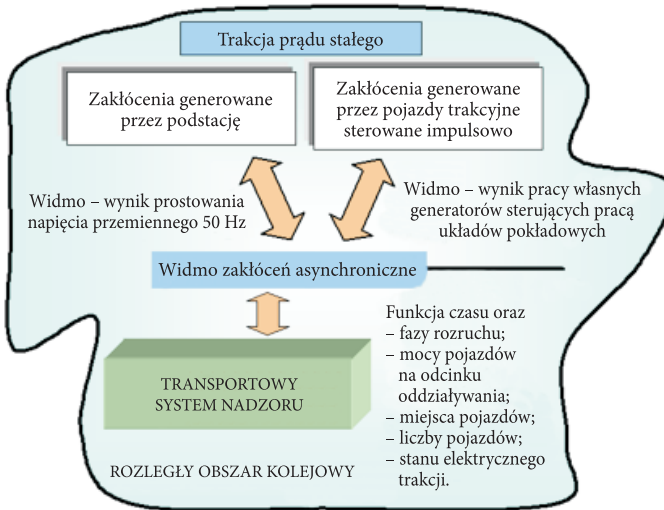 Trakcja prądu stałego
Zakłócenia generowane
przez podstację
Zakłócenia generowane
przez pojazdy trakcyjne
sterowane impulsowo
Widmo – wynik prostowania
napięcia przemiennego 50 Hz
Widmo – wynik pracy własnych
generatorów sterujących pracą
układów pokładowych
Widmo zakłóceń asynchroniczne
Funkcja czasu oraz
– fazy rozruchu;
– mocy pojazdów
na odcinku
oddziaływania;
– miejsca pojazdów;
– liczby pojazdów;
– stanu elektrycznego
trakcji.
TRANSPORTOWY
SYSTEM NADZORU
ROZLEGŁY OBSZAR KOLEJOWY